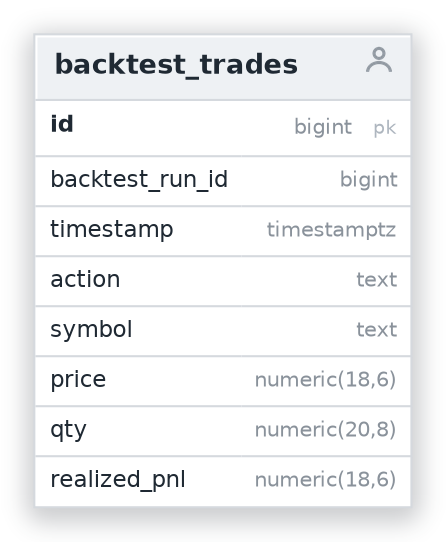 backtest_trades
id bigint pk
backtest_run_id bigint
timestamp timestamptz
action text
symbol text
price numeric(18,6)
qty numeric(20,8)
realized_pnl numeric(18,6)